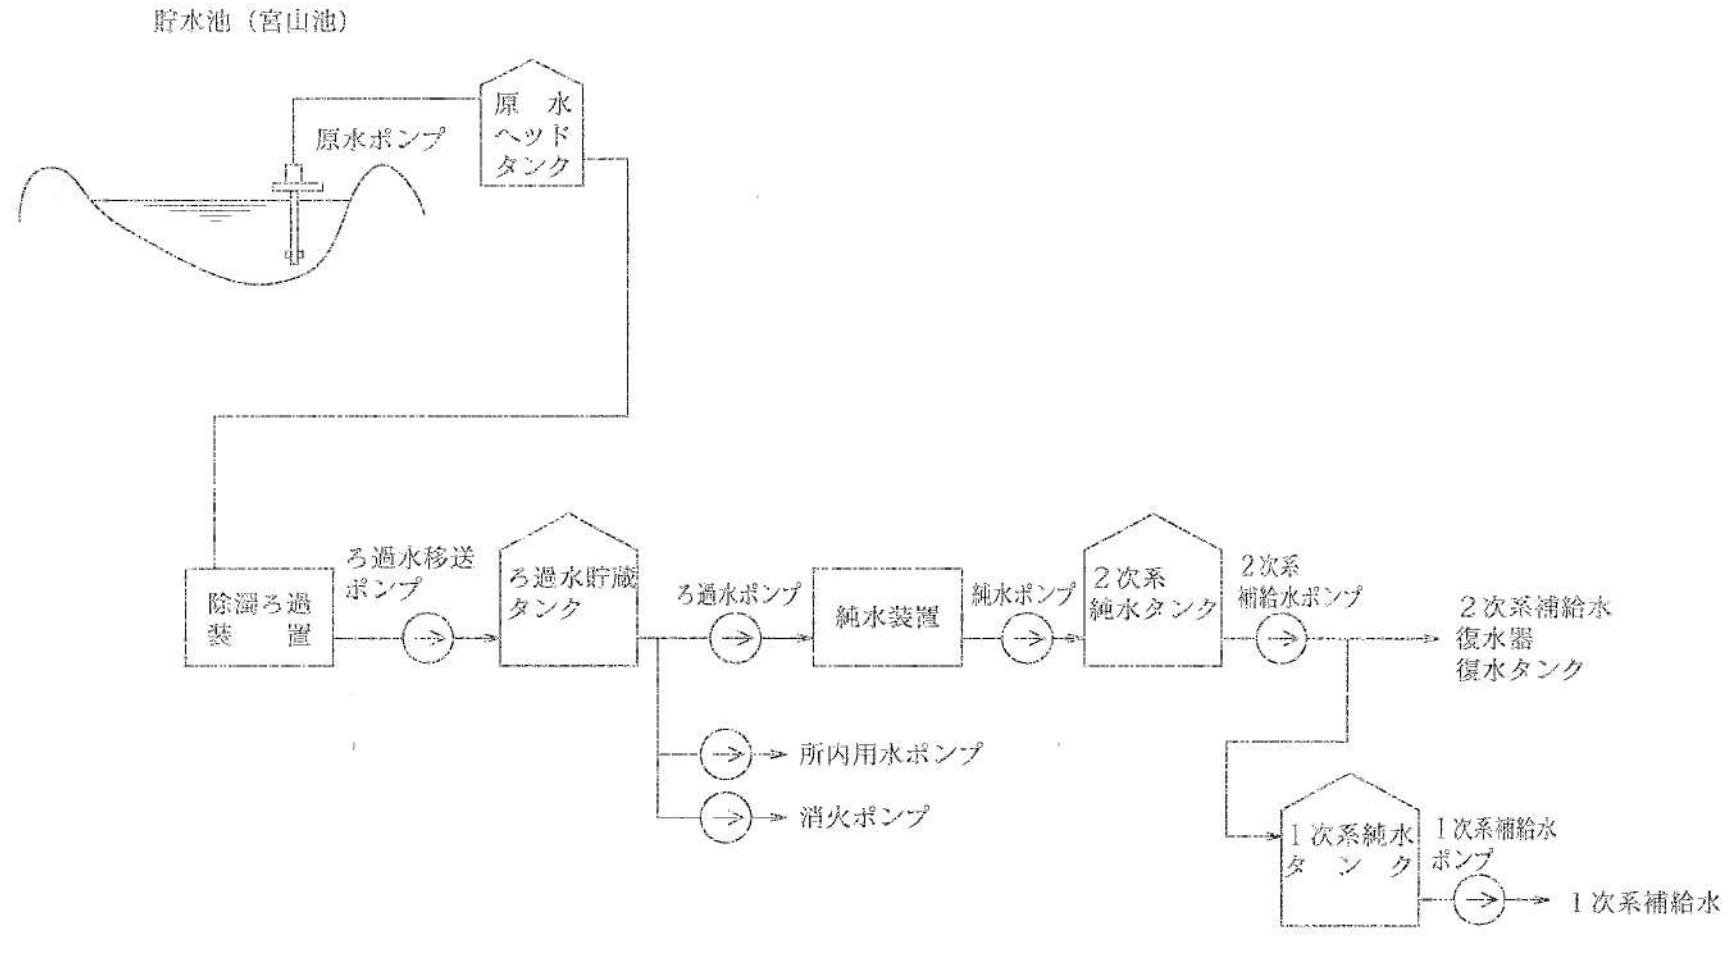 貯水池（宮山池）
原　水
ヘッド
タンク
原水ポンプ
ろ過水移送
ポンプ
除濁ろ過
装　　置
ろ過水貯蔵
タンク
ろ過水ポンプ
純水装置
純水ポンプ
２次系
純水タンク
２次系
補給水ポンプ
２次系補給水
復水器
復水タンク
所内用水ポンプ
消火ポンプ
１次系純水
タ　ン　ク
１次系補給水
ポンプ
１次系補給水